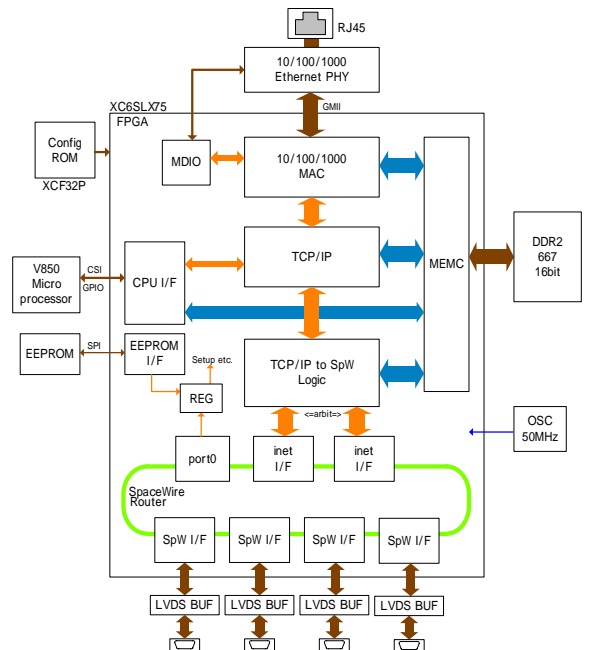 RJ45
10/100/1000
Ethernet PHY
XC6SLX75
FPGA
GMII
Config
ROM
XCF32P
MDIO
10/100/1000
MAC
MEMC
DDR2
667
16bit
V850
Micro
processor
CSI
GPIO
CPU I/F
TCP/IP
EEPROM
SPI
EEPROM
I/F
Setup etc.
REG
TCP/IP to SpW
Logic
<=arbit=>
OSC
50MHz
port0
inet
I/F
inet
I/F
SpaceWire
Router
SpW I/F
SpW I/F
SpW I/F
SpW I/F
LVDS BUF
LVDS BUF
LVDS BUF
LVDS BUF